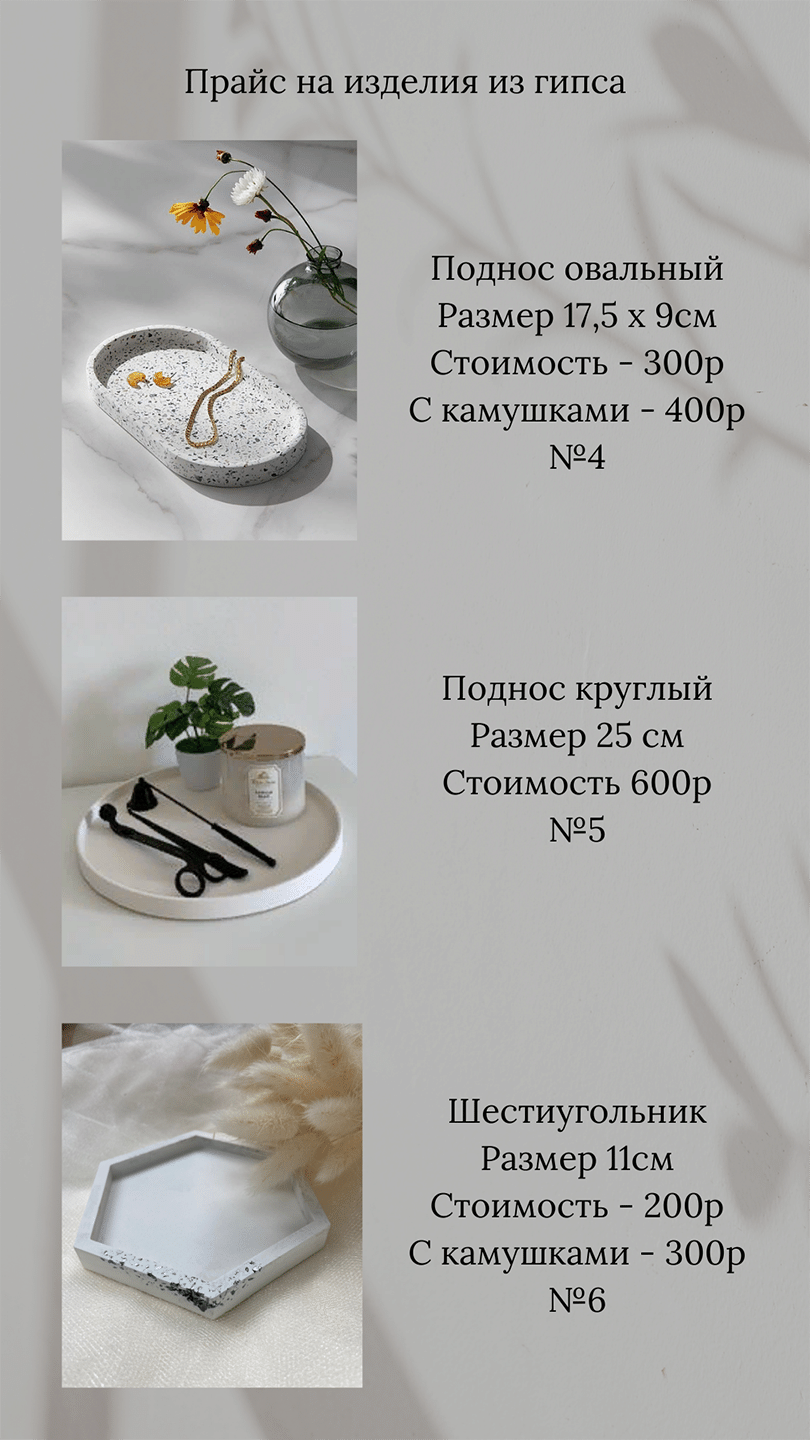 Прайс на изделия из гипса
Поднос овальный
Размер 17,5 х 9см
Стоимость - 300р
С камушками - 400р
№4
Поднос круглый
Размер 25 см
Стоимость 600р
№5
Шестиугольник
Размер 11см
Стоимость - 200р
С камушками - 300р
№6